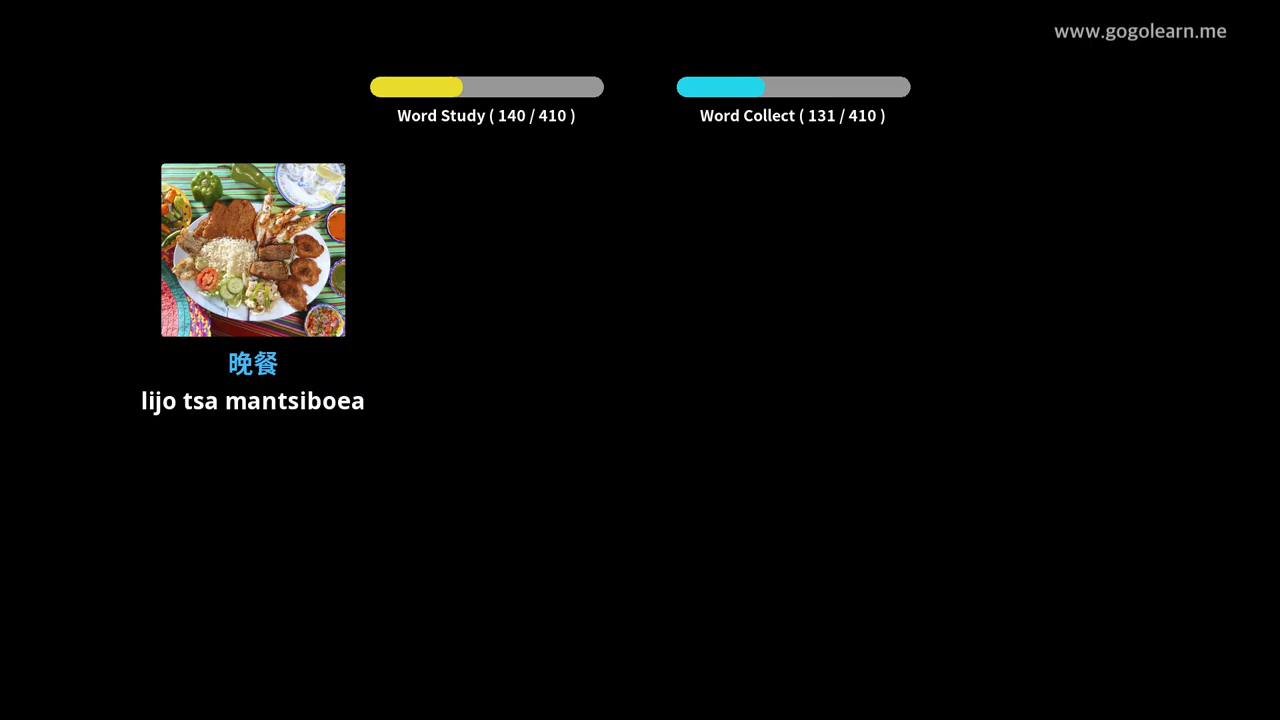 www.gogolearn.me
Word Study ( 140 / 410 )
Word Collect ( 131 / 410 )
晚餐
lijo tsa mantsiboea